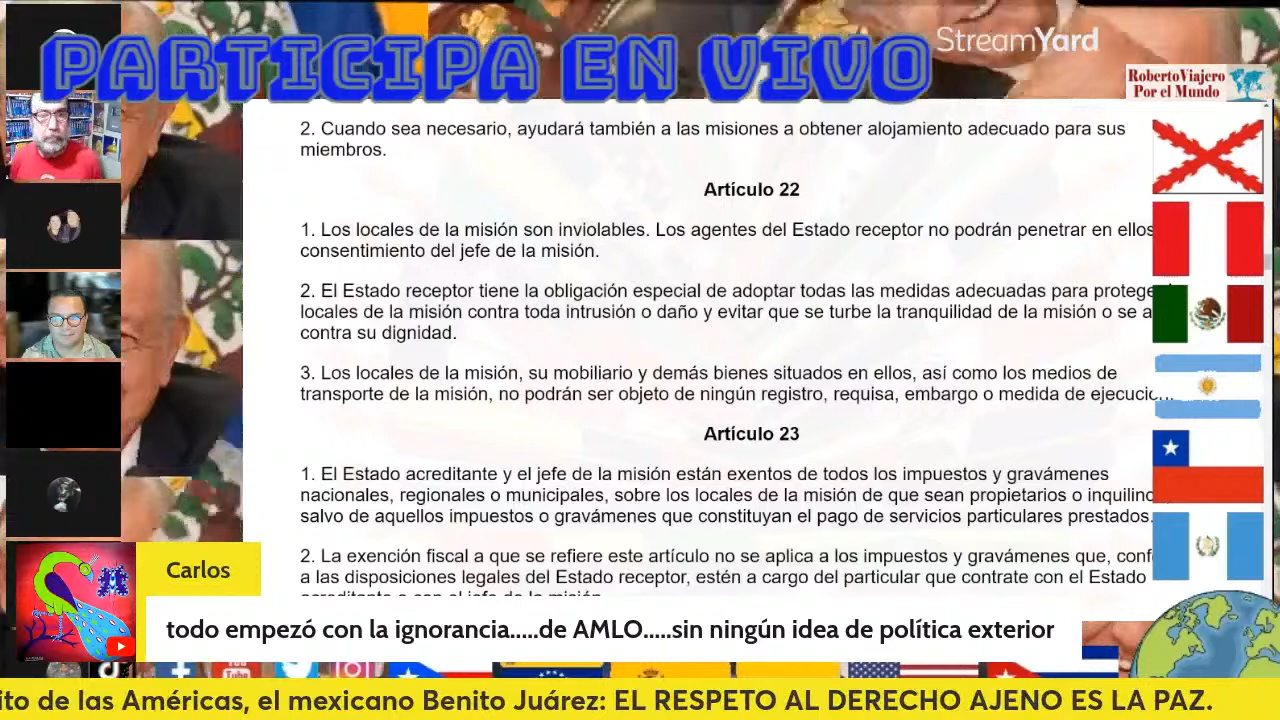 PARTICIPA EN VIVO
StreamYard
RobertoViajero
Por el Mundo
2. Cuando sea necesario, ayudará también a las misiones a obtener alojamiento adecuado para sus
miembros.
Artículo 22
1. Los locales de la misión son inviolables. Los agentes del Estado receptor no podrán penetrar en ellos
consentimiento del jefe de la misión.
2. El Estado receptor tiene la obligación especial de adoptar todas las medidas adecuadas para protege
locales de la misión contra toda intrusión o daño y evitar que se turbe la tranquilidad de la misión o se a
contra su dignidad.
3. Los locales de la misión, su mobiliario y demás bienes situados en ellos, así como los medios de
transporte de la misión, no podrán ser objeto de ningún registro, requisa, embargo o medida de ejecución.
Artículo 23
1. El Estado acreditante y el jefe de la misión están exentos de todos los impuestos y gravámenes
nacionales, regionales o municipales, sobre los locales de la misión de que sean propietarios o inquilino
salvo de aquellos impuestos o gravámenes que constituyan el pago de servicios particulares prestados.
2. La exención fiscal a que se refiere este artículo no se aplica a los impuestos y gravámenes que, conf
a las disposiciones legales del Estado receptor, estén a cargo del particular que contrate con el Estado
acreditante o con el jefe de la misión.
Carlos
todo empezó con la ignorancia.....de AMLO.....sin ningún idea de política exterior
You
Tube
ito de las Américas, el mexicano Benito Juárez: EL RESPETO AL DERECHO AJENO ES LA PAZ.